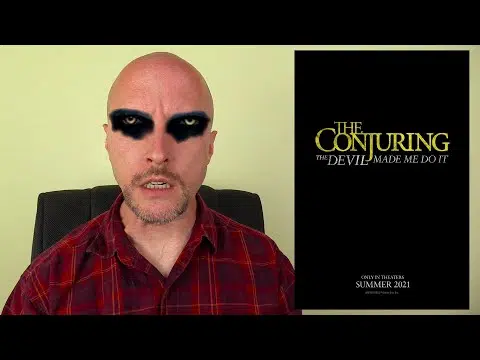 THE
CONJURING
THE DEVIL MADE ME DO IT
ONLY IN THEATERS
SUMMER 2021